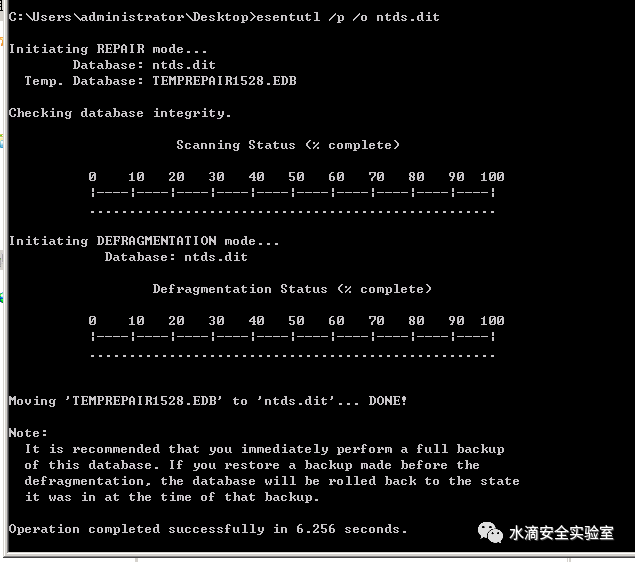 C:\Users\administrator\Desktop>esentutl /p /o ntds.dit
Initiating REPAIR mode...
Database: ntds.dit
Temp. Database: TEMPREPAIR1528.EDB
Checking database integrity.
Scanning Status (% complete)
0    10   20   30   40   50   60   70   80   90  100
|----|----|----|----|----|----|----|----|----|----|
...................................................
Initiating DEFRAGMENTATION mode...
Database: ntds.dit
Defragmentation Status (% complete)
0    10   20   30   40   50   60   70   80   90  100
|----|----|----|----|----|----|----|----|----|----|
...................................................
Moving 'TEMPREPAIR1528.EDB' to 'ntds.dit'... DONE!
Note:
It is recommended that you immediately perform a full backup
of this database. If you restore a backup made before the
defragmentation, the database will be rolled back to the state
it was in at the time of that backup.
Operation completed successfully in 6.256 seconds.
水滴安全实验室